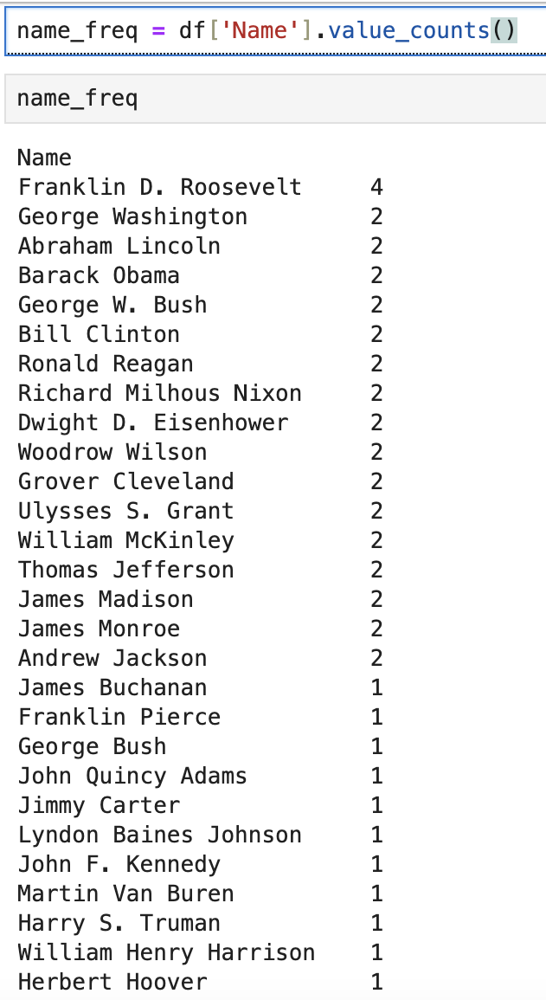 name_freq = df['Name'].value_counts()
name_freq
Name
Franklin D. Roosevelt 4
George Washington 2
Abraham Lincoln 2
Barack Obama 2
George W. Bush 2
Bill Clinton 2
Ronald Reagan 2
Richard Milhous Nixon 2
Dwight D. Eisenhower 2
Woodrow Wilson 2
Grover Cleveland 2
Ulysses S. Grant 2
William McKinley 2
Thomas Jefferson 2
James Madison 2
James Monroe 2
Andrew Jackson 2
James Buchanan 1
Franklin Pierce 1
George Bush 1
John Quincy Adams 1
Jimmy Carter 1
Lyndon Baines Johnson 1
John F. Kennedy 1
Martin Van Buren 1
Harry S. Truman 1
William Henry Harrison 1
Herbert Hoover 1